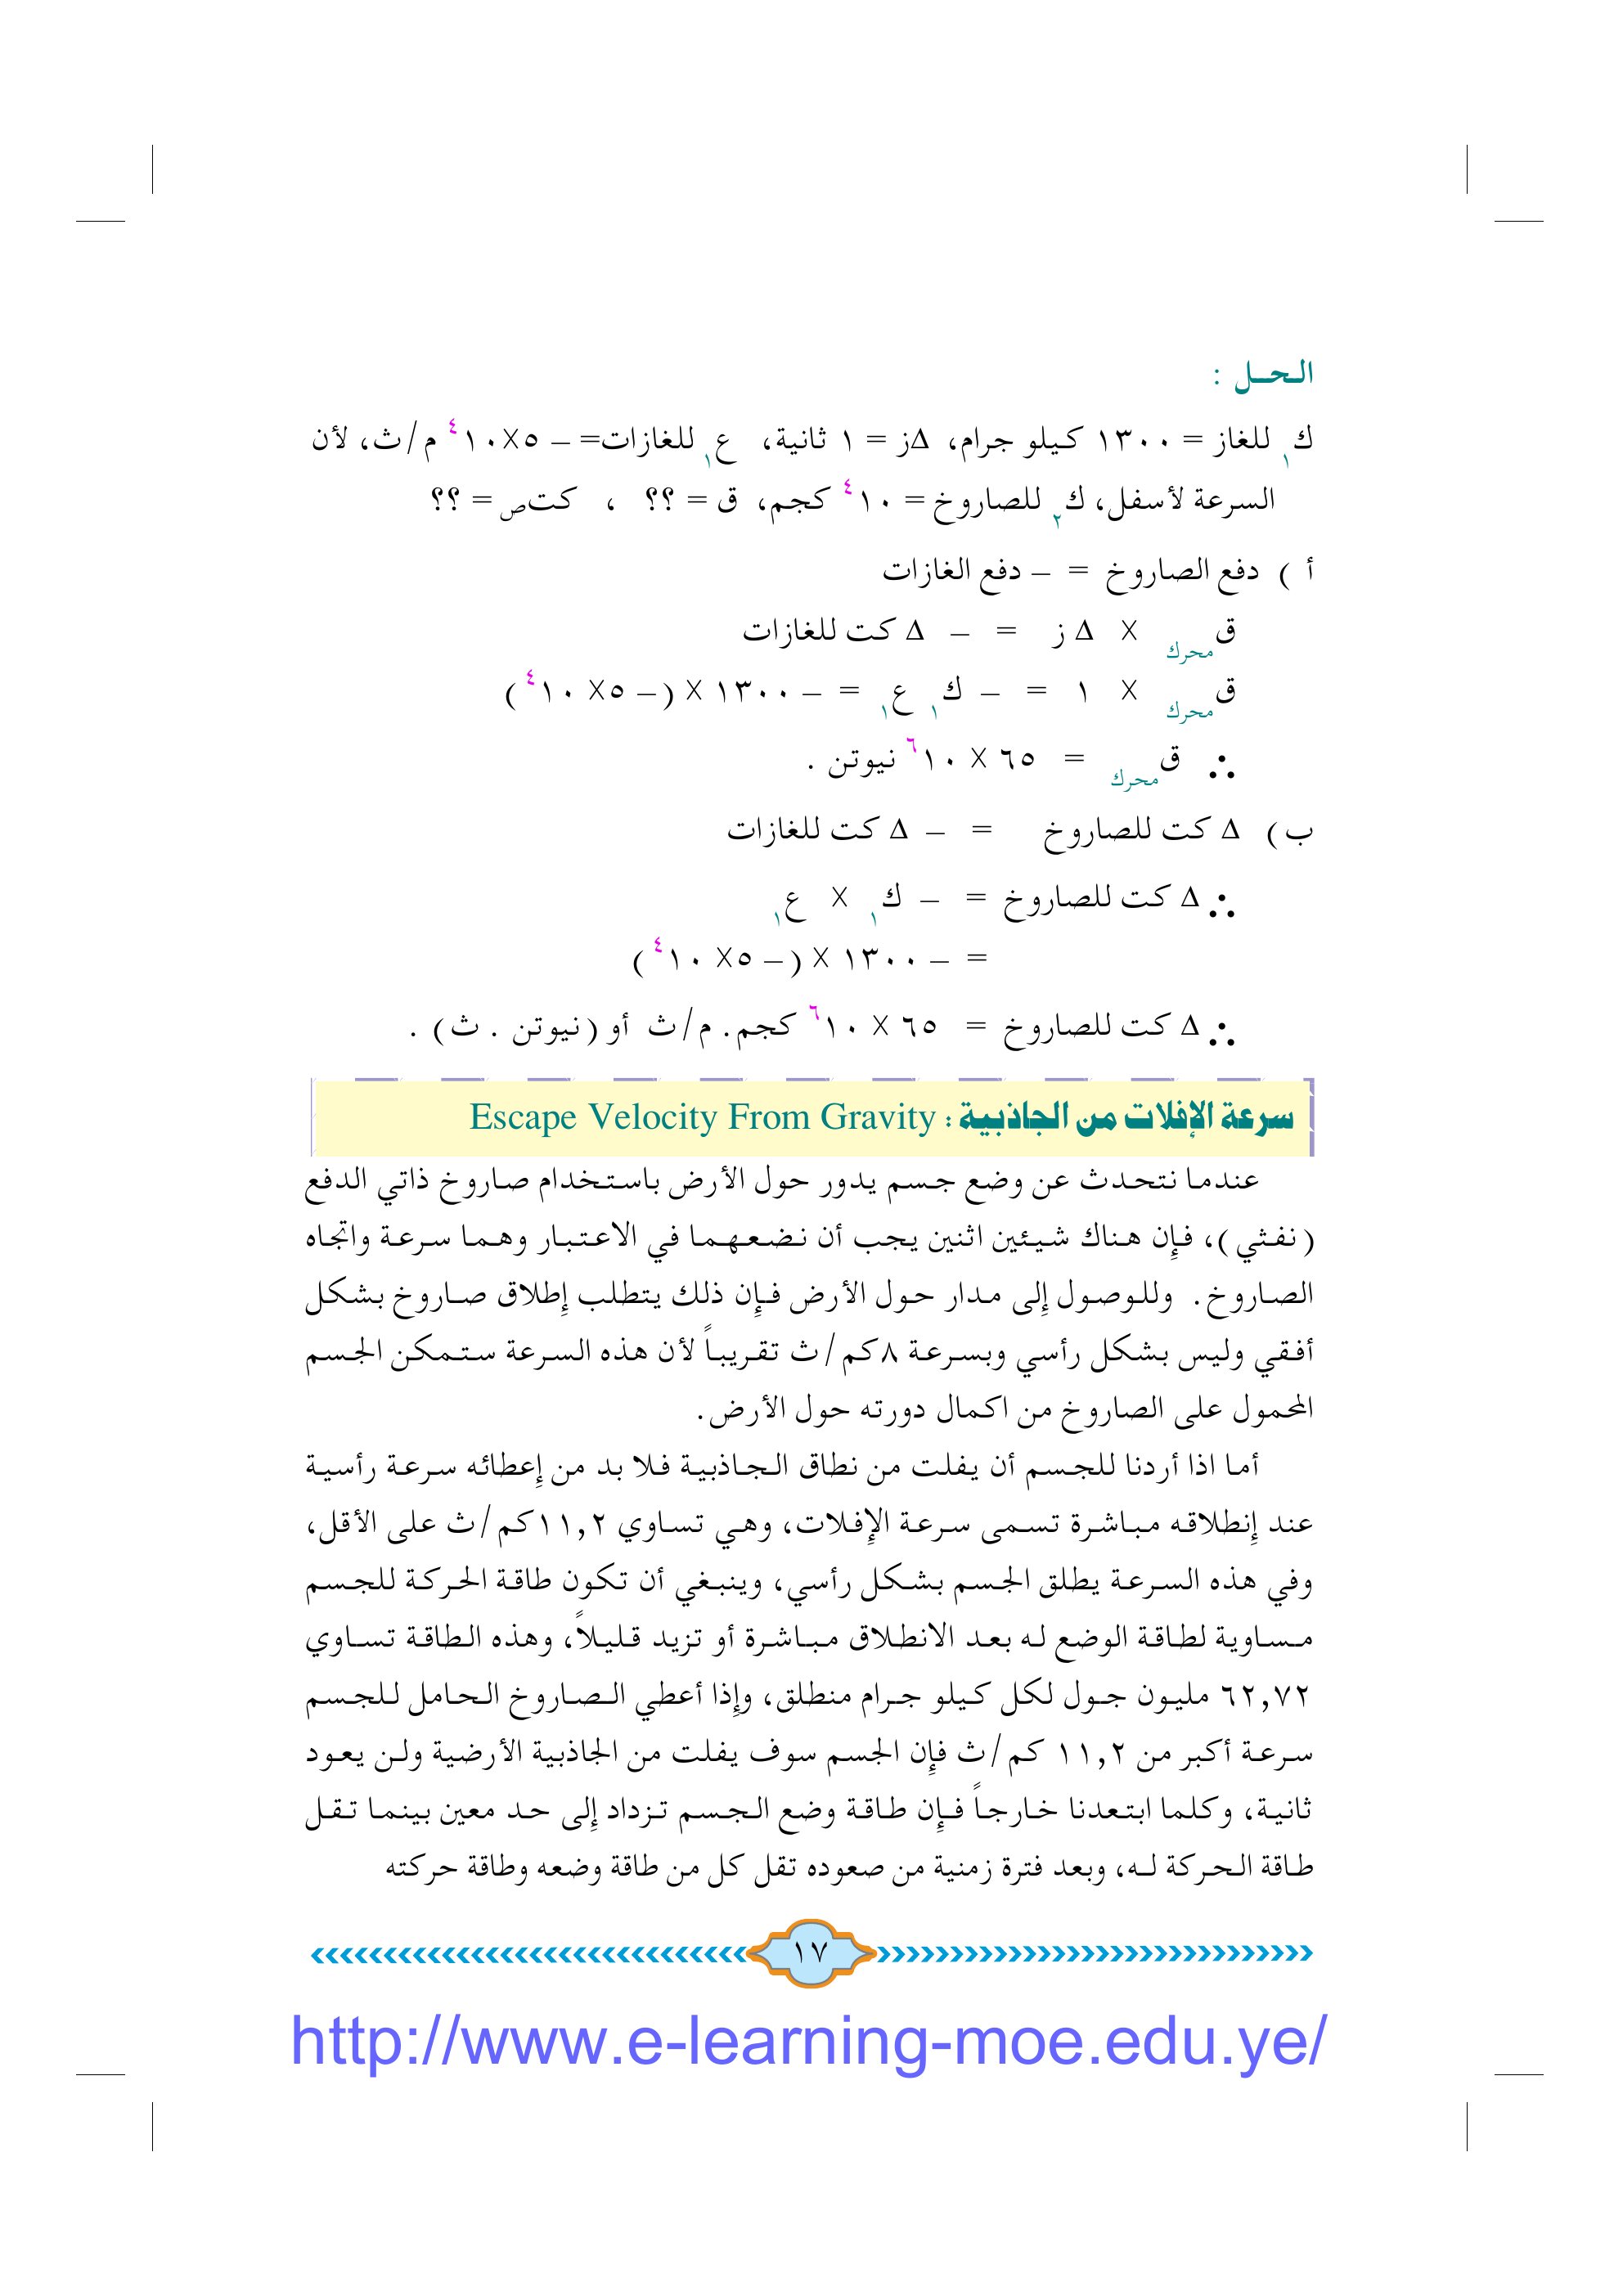 الـحـــل :
ك١ للغاز = ١٣٠٠ كيلو جرام، ∆ز = ١ ثانية، ع١ للغازات= – ٥×١٠⁴ م/ث، لأن
السرعة لأسفل، ك٢ للصاروخ = ١٠⁴ كجم، ق = ؟؟ ، كتص = ؟؟
أ ) دفع الصاروخ = – دفع الغازات
ق محرك × ∆ ز = – ∆ كت للغازات
ق محرك × ١ = – ك١ ع١ = – ١٣٠٠ × (– ٥× ١٠⁴)
∴ ق محرك = ٦٥ × ١٠⁶ نيوتن .
ب) ∆ كت للصاروخ = – ∆ كت للغازات
∴ ∆ كت للصاروخ = – ك١ × ع١
= – ١٣٠٠ × (– ٥× ١٠⁴)
∴ ∆ كت للصاروخ = ٦٥ × ١٠⁶ كجم. م/ث أو (نيوتن . ث) .
سرعة الإفلات من الجاذبية : Escape Velocity From Gravity
عندما نتحدث عن وضع جسم يدور حول الأرض باستخدام صاروخ ذاتي الدفع
(نفثي)، فإن هناك شيئين اثنين يجب أن نضعهما في الاعتبار وهما سرعة واتجاه
الصاروخ. وللوصول إلى مدار حول الأرض فإن ذلك يتطلب إطلاق صاروخ بشكل
أفقي وليس بشكل رأسي وبسرعة ٨كم/ث تقريباً لأن هذه السرعة ستمكن الجسم
المحمول على الصاروخ من اكمال دورته حول الأرض.
أما اذا أردنا للجسم أن يفلت من نطاق الجاذبية فلا بد من إعطائه سرعة رأسية
عند إنطلاقه مباشرة تسمى سرعة الإفلات، وهي تساوي ١١,٢كم/ث على الأقل،
وفي هذه السرعة يطلق الجسم بشكل رأسي، وينبغي أن تكون طاقة الحركة للجسم
مساوية لطاقة الوضع له بعد الانطلاق مباشرة أو تزيد قليلاً، وهذه الطاقة تساوي
٦٢,٧٢ مليون جول لكل كيلو جرام منطلق، وإذا أعطي الصاروخ الحامل للجسم
سرعة أكبر من ١١,٢ كم/ث فإن الجسم سوف يفلت من الجاذبية الأرضية ولن يعود
ثانية، وكلما ابتعدنا خارجاً فإن طاقة وضع الجسم تزداد إلى حد معين بينما تقل
طاقة الحركة له، وبعد فترة زمنية من صعوده تقل كل من طاقة وضعه وطاقة حركته
١٧
http://www.e-learning-moe.edu.ye/